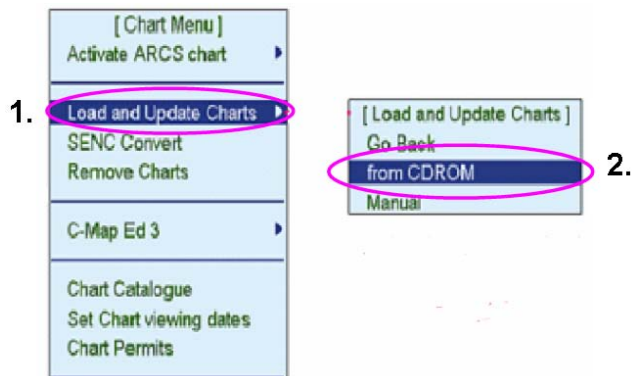 [ Chart Menu ]
Activate ARCS chart
1.
Load and Update Charts
SENC Convert
Remove Charts
C-Map Ed 3
Chart Catalogue
Set Chart viewing dates
Chart Permits
[ Load and Update Charts ]
Go Back
from CDROM
2.
Manual